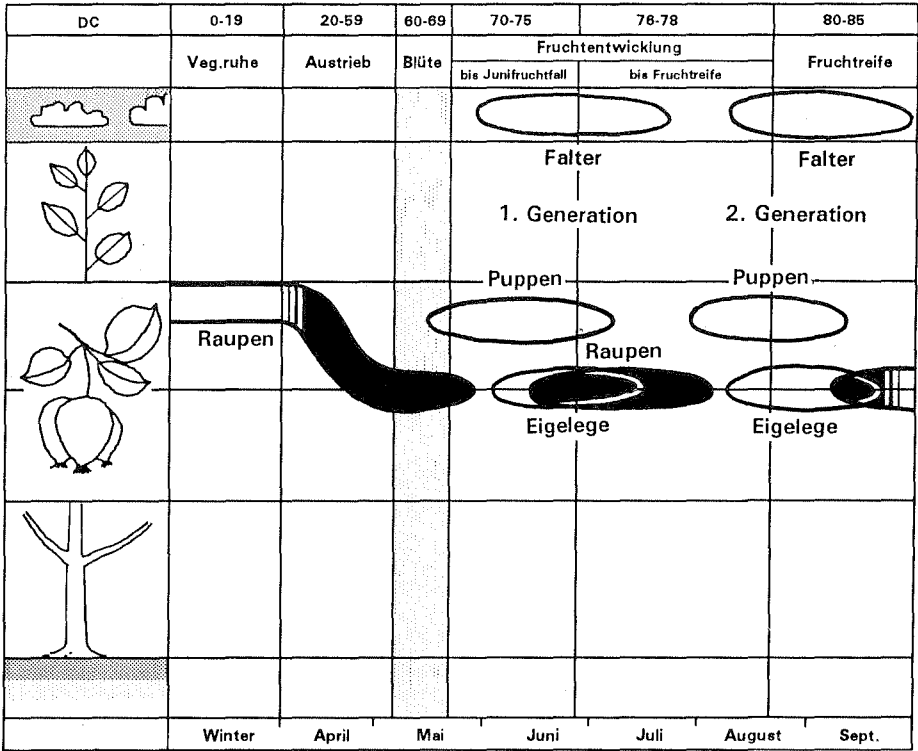 DC 0-19 20-59 60-69 70-75 76-78 80-85
Veg.ruhe Austrieb Blüte Fruchtentwicklung Fruchtreife
bis Junifruchtfall bis Fruchtreife
Falter Falter
1. Generation 2. Generation
Puppen Puppen
Raupen Raupen
Eigelege Eigelege
Winter April Mai Juni Juli August Sept.